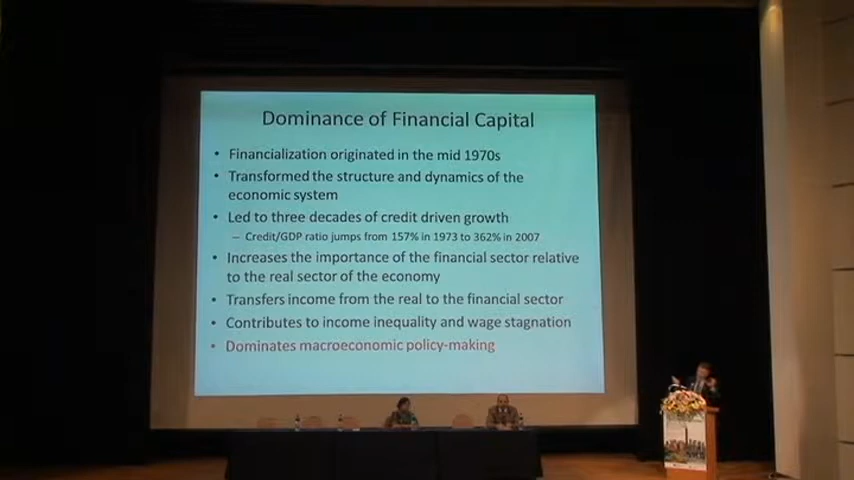 Dominance of Financial Capital
• Financialization originated in the mid 1970s
• Transformed the structure and dynamics of the
economic system
• Led to three decades of credit driven growth
– Credit/GDP ratio jumps from 157% in 1973 to 362% in 2007
• Increases the importance of the financial sector relative
to the real sector of the economy
• Transfers income from the real to the financial sector
• Contributes to income inequality and wage stagnation
• Dominates macroeconomic policy-making